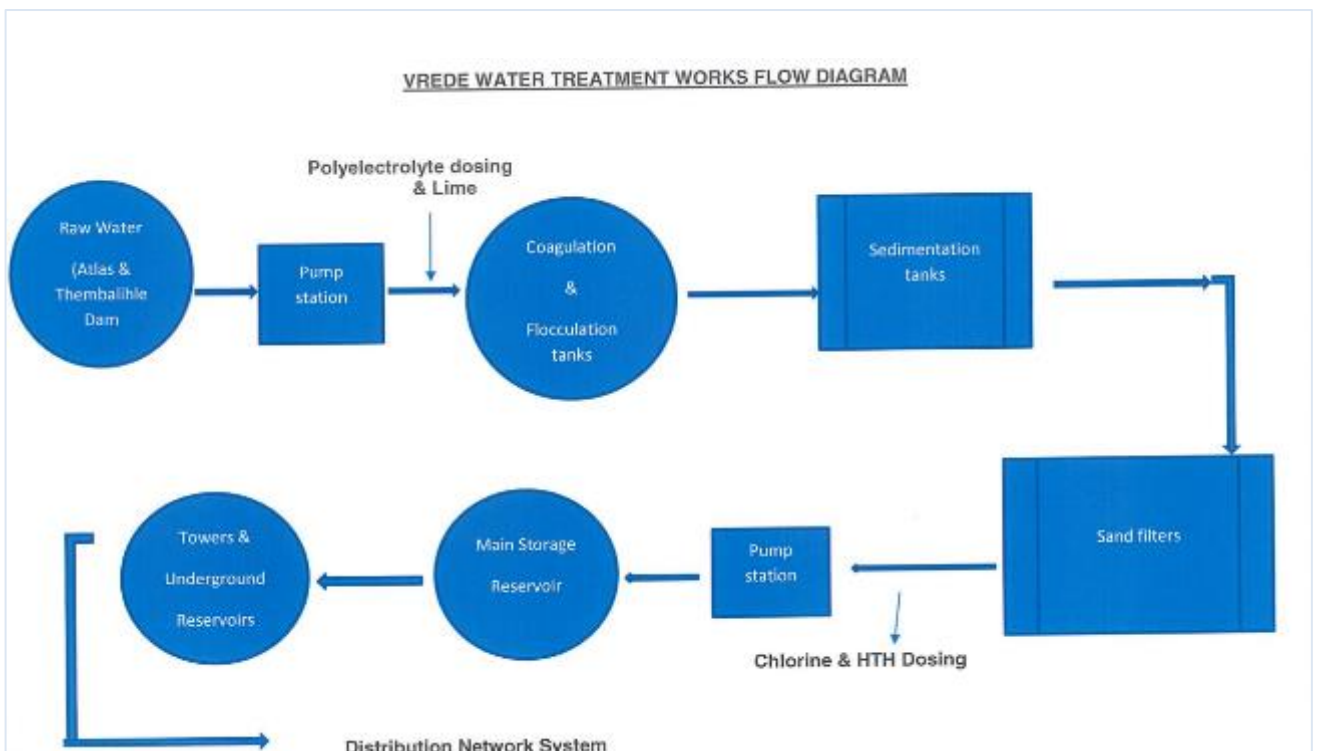 VREDE WATER TREATMENT WORKS FLOW DIAGRAM
Polyelectrolyte dosing
& Lime
Raw Water
(Atlas &
Thembalihle
Dam
Pump
station
Coagulation
&
Flocculation
tanks
Sedimentation
tanks
Sand filters
Pump
station
Chlorine & HTH Dosing
Main Storage
Reservoir
Towers &
Underground
Reservoirs
Distribution Network System